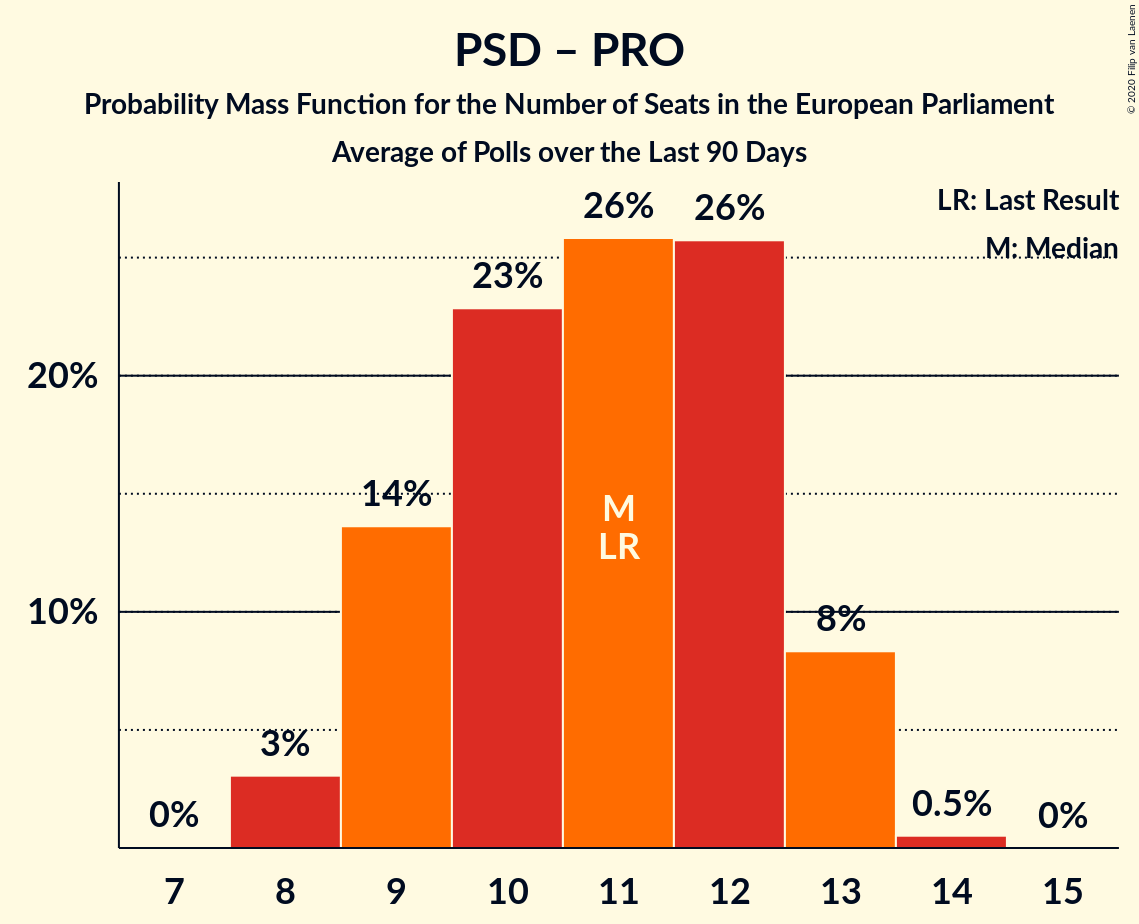 PSD – PRO
Probability Mass Function for the Number of Seats in the European Parliament
Average of Polls over the Last 90 Days
© 2020 Filip van Laenen
LR: Last Result
M: Median
26%
26%
23%
20%
14%
M
LR
10%
8%
3%
0%
0.5%
0%
7 8 9 10 11 12 13 14 15